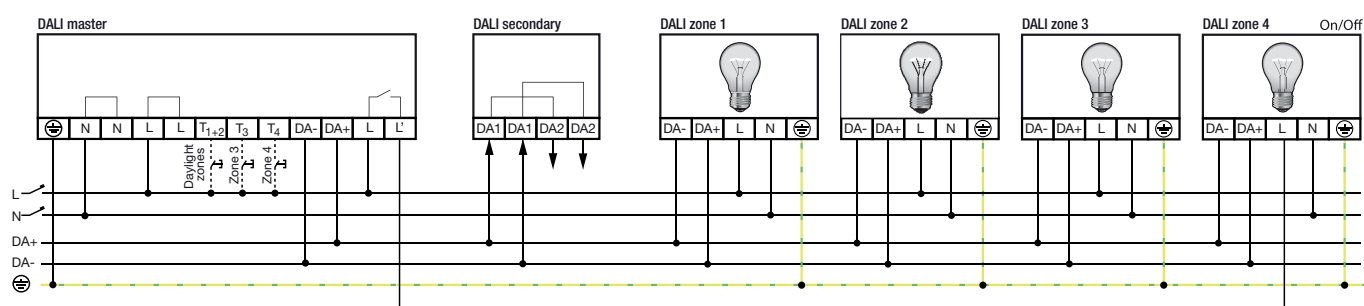 DALI master
DALI secondary
DALI zone 1
DALI zone 2
DALI zone 3
DALI zone 4
On/Off
N N L L T1+2 T3 T4 DA- DA+ L L'
DA1 DA1 DA2 DA2
DA- DA+ L N
DA- DA+ L N
DA- DA+ L N
DA- DA+ L N
Daylight
zones
Zone 3
Zone 4
L
N
DA+
DA-